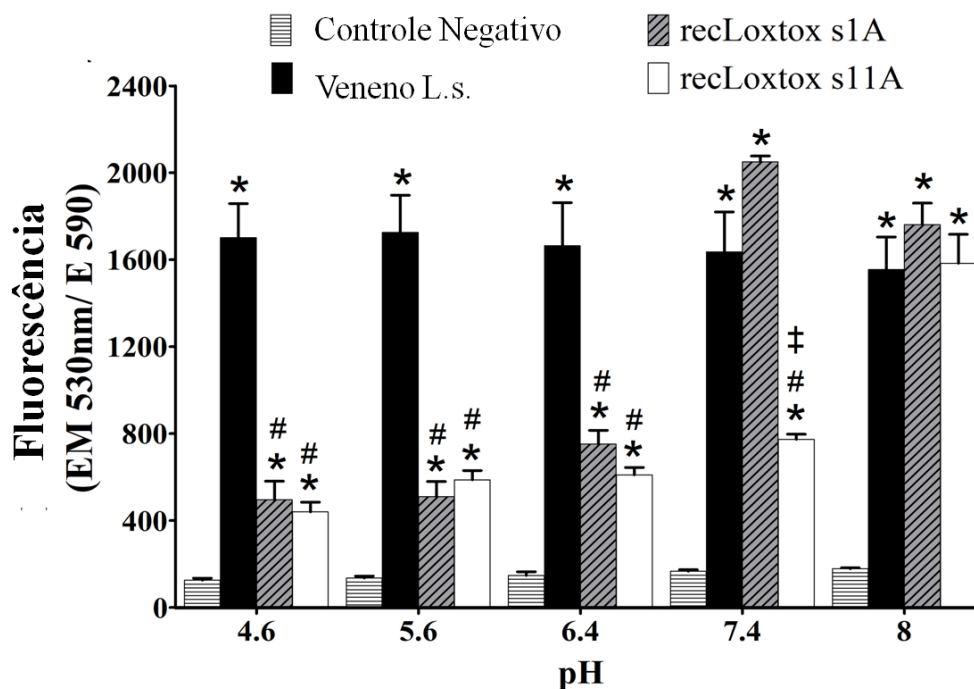 Controle Negativo
Veneno L.s.
recLoxtox s1A
recLoxtox s11A
Fluorescência
(EM 530nm/ E 590)
2400
2000
1600
1200
800
400
0
* * * * * * * *
‡
# # # # # # #
* * * * * * *
4.6 5.6 6.4 7.4 8
pH